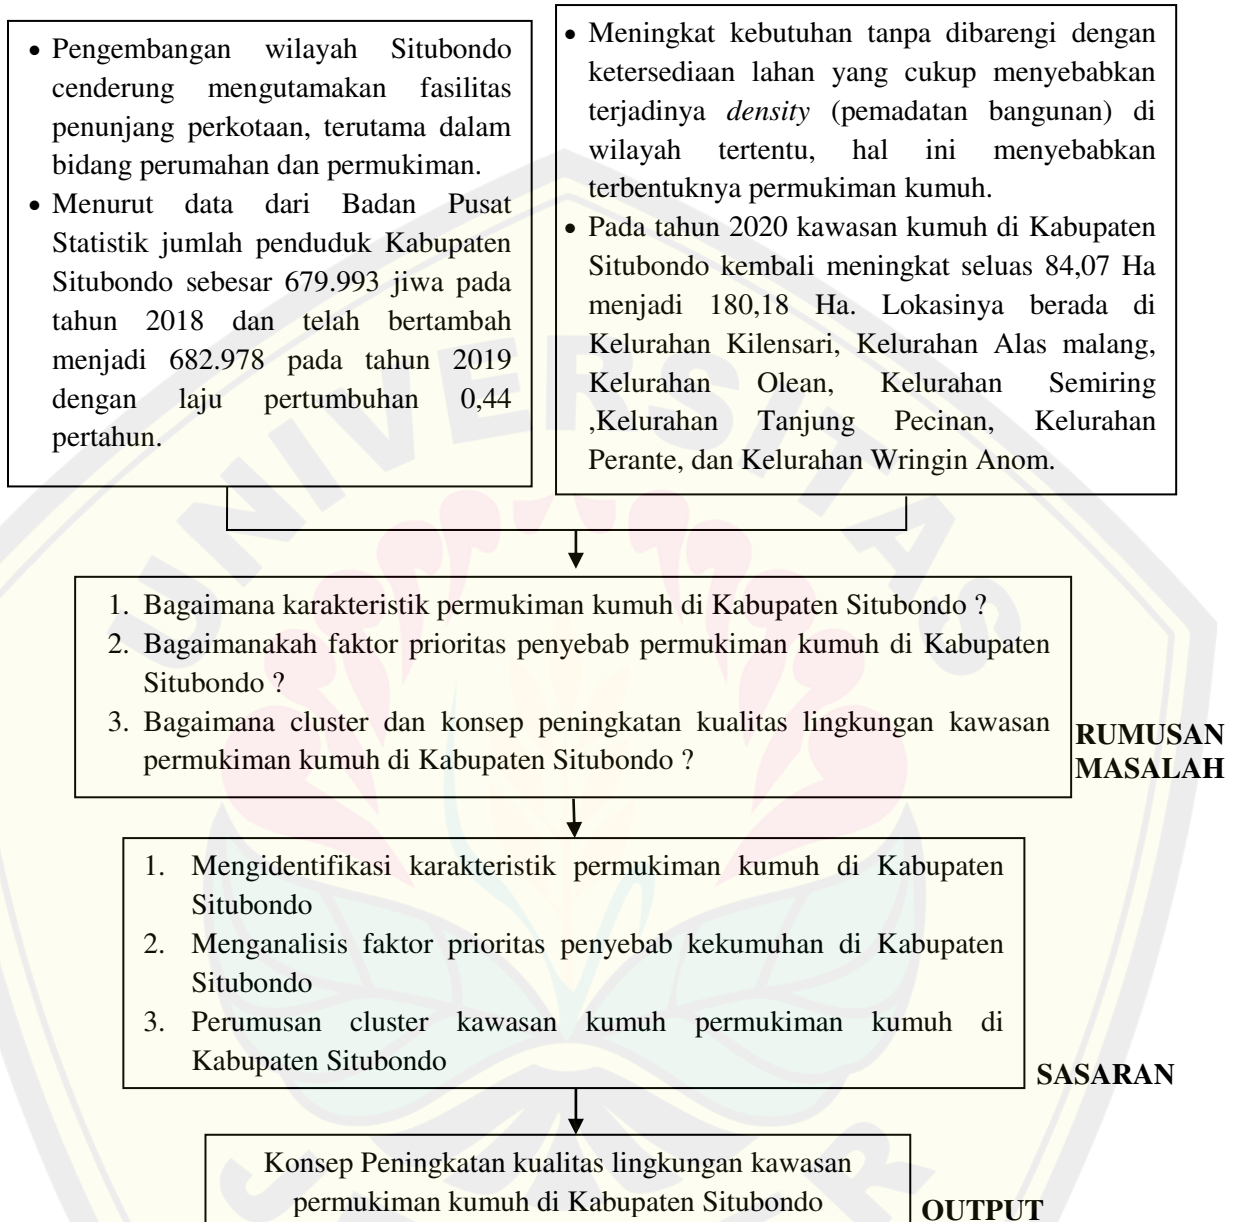 • Pengembangan wilayah Situbondo
cenderung mengutamakan fasilitas
penunjang perkotaan, terutama dalam
bidang perumahan dan permukiman.
• Menurut data dari Badan Pusat
Statistik jumlah penduduk Kabupaten
Situbondo sebesar 679.993 jiwa pada
tahun 2018 dan telah bertambah
menjadi 682.978 pada tahun 2019
dengan laju pertumbuhan 0,44
pertahun.
• Meningkat kebutuhan tanpa dibarengi dengan
ketersediaan lahan yang cukup menyebabkan
terjadinya density (pemadatan bangunan) di
wilayah tertentu, hal ini menyebabkan
terbentuknya permukiman kumuh.
• Pada tahun 2020 kawasan kumuh di Kabupaten
Situbondo kembali meningkat seluas 84,07 Ha
menjadi 180,18 Ha. Lokasinya berada di
Kelurahan Kilensari, Kelurahan Alas malang,
Kelurahan Olean, Kelurahan Semiring
,Kelurahan Tanjung Pecinan, Kelurahan
Perante, dan Kelurahan Wringin Anom.
UNIVERSITAS
1. Bagaimana karakteristik permukiman kumuh di Kabupaten Situbondo ?
2. Bagaimanakah faktor prioritas penyebab permukiman kumuh di Kabupaten
Situbondo ?
3. Bagaimana cluster dan konsep peningkatan kualitas lingkungan kawasan
permukiman kumuh di Kabupaten Situbondo ?
RUMUSAN
MASALAH
1. Mengidentifikasi karakteristik permukiman kumuh di Kabupaten
Situbondo
2. Menganalisis faktor prioritas penyebab kekumuhan di Kabupaten
Situbondo
3. Perumusan cluster kawasan kumuh permukiman kumuh di
Kabupaten Situbondo
SASARAN
Konsep Peningkatan kualitas lingkungan kawasan
permukiman kumuh di Kabupaten Situbondo
OUTPUT